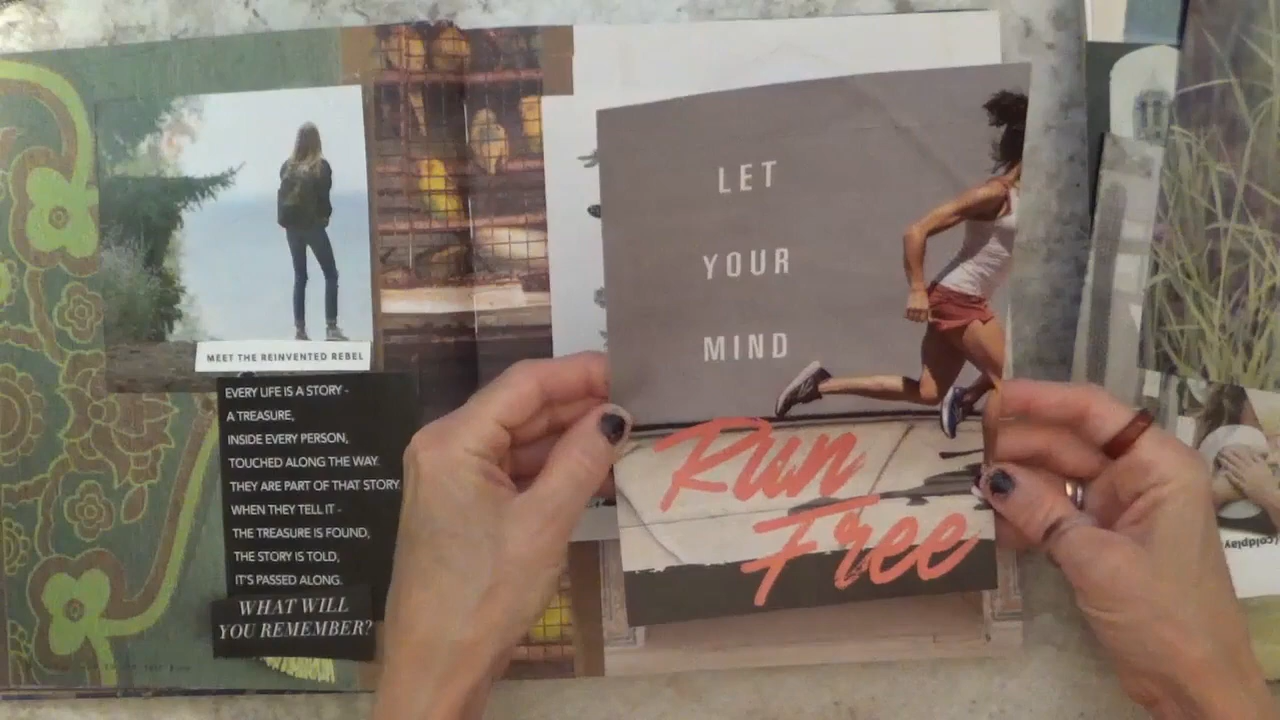 MEET THE REINVENTED REBEL
EVERY LIFE IS A STORY -
A TREASURE,
INSIDE EVERY PERSON,
TOUCHED ALONG THE WAY.
THEY ARE PART OF THAT STORY.
WHEN THEY TELL IT -
THE TREASURE IS FOUND,
THE STORY IS TOLD,
IT'S PASSED ALONG.
WHAT WILL
YOU REMEMBER?
LET
YOUR
MIND
Run
Free
(coldplay